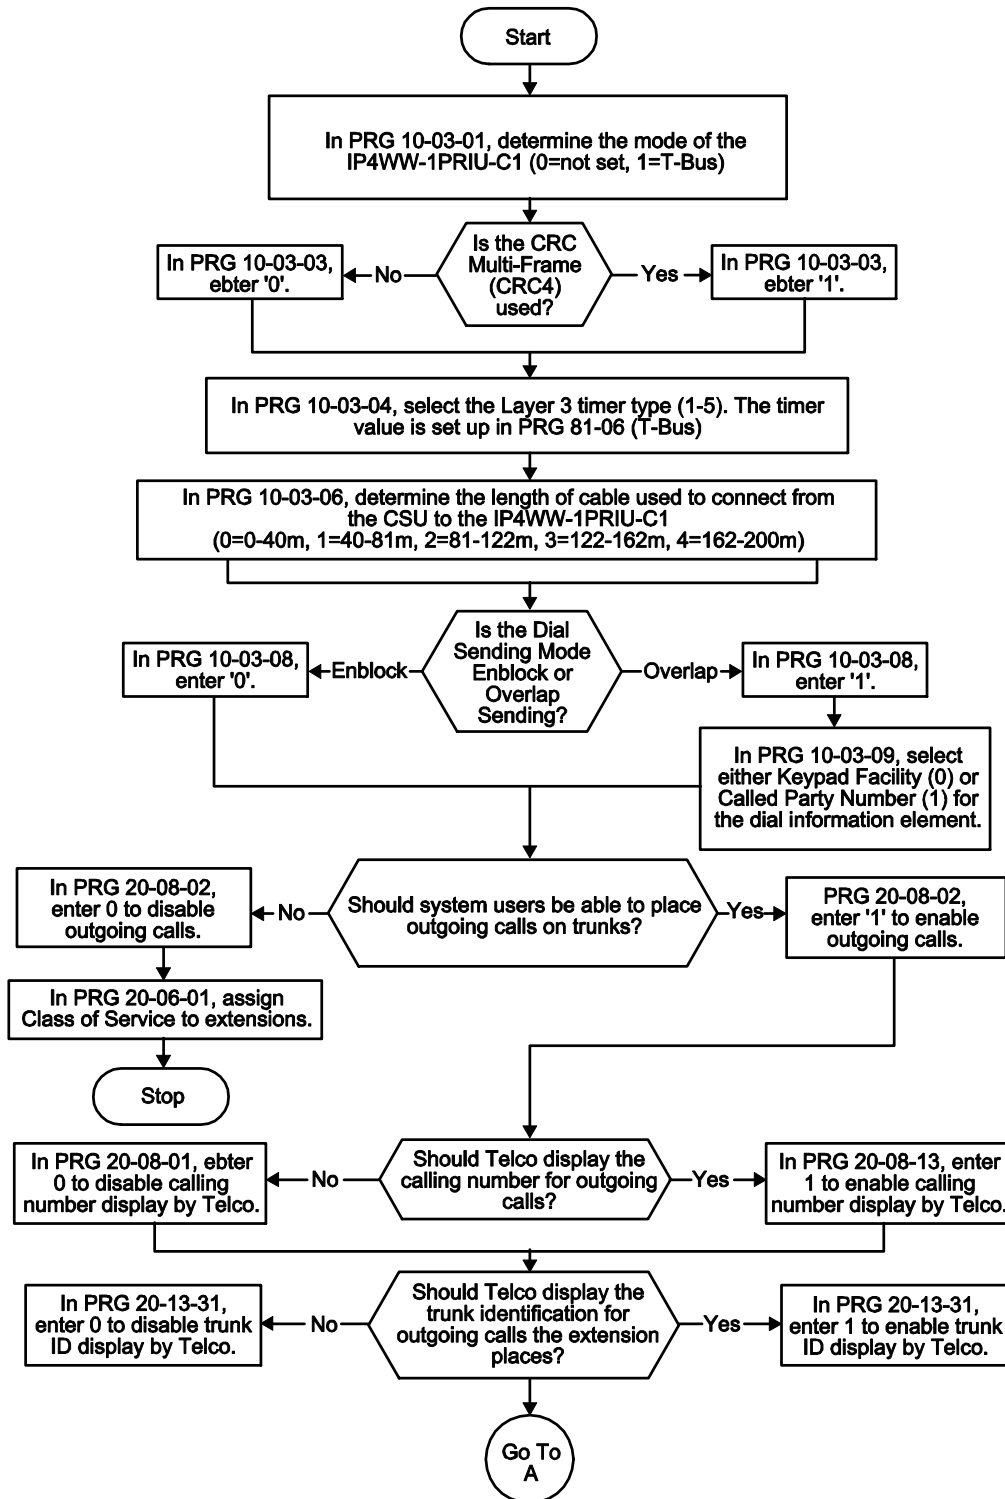 Start
In PRG 10-03-01, determine the mode of the
IP4WW-1PRIU-C1 (0=not set, 1=T-Bus)
Is the CRC
Multi-Frame
(CRC4)
used?
No
Yes
In PRG 10-03-03,
ebter '0'.
In PRG 10-03-03,
ebter '1'.
In PRG 10-03-04, select the Layer 3 timer type (1-5). The timer
value is set up in PRG 81-06 (T-Bus)
In PRG 10-03-06, determine the length of cable used to connect from
the CSU to the IP4WW-1PRIU-C1
(0=0-40m, 1=40-81m, 2=81-122m, 3=122-162m, 4=162-200m)
Is the Dial
Sending Mode
Enblock or
Overlap
Sending?
Enblock
Overlap
In PRG 10-03-08,
enter '0'.
In PRG 10-03-08,
enter '1'.
In PRG 10-03-09, select
either Keypad Facility (0) or
Called Party Number (1) for
the dial information element.
Should system users be able to place
outgoing calls on trunks?
No
Yes
In PRG 20-08-02,
enter 0 to disable
outgoing calls.
PRG 20-08-02,
enter '1' to enable
outgoing calls.
In PRG 20-06-01, assign
Class of Service to extensions.
Stop
Should Telco display the
calling number for outgoing
calls?
No
Yes
In PRG 20-08-01, ebter
0 to disable calling
number display by Telco.
In PRG 20-08-13, enter
1 to enable calling
number display by Telco.
Should Telco display the
trunk identification for
outgoing calls the extension
places?
No
Yes
In PRG 20-13-31,
enter 0 to disable trunk
ID display by Telco.
In PRG 20-13-31,
enter 1 to enable trunk
ID display by Telco.
Go To
A